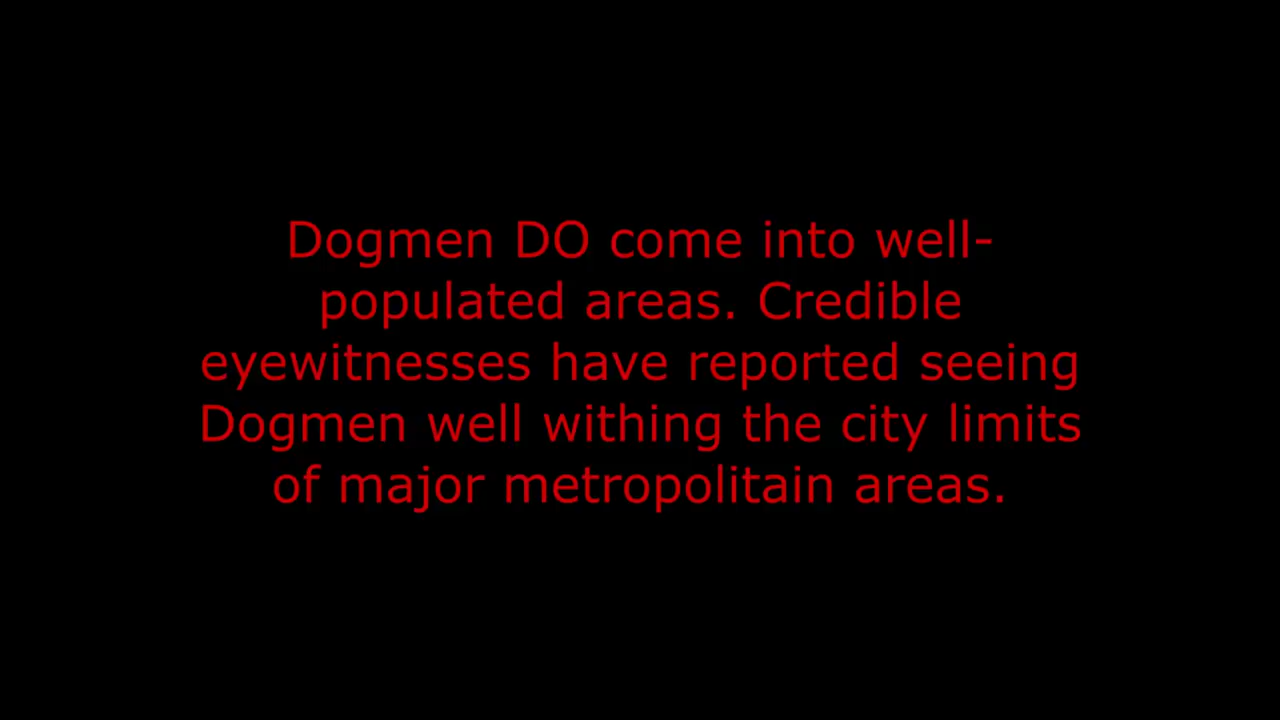 Dogmen DO come into well-
populated areas. Credible
eyewitnesses have reported seeing
Dogmen well withing the city limits
of major metropolitain areas.